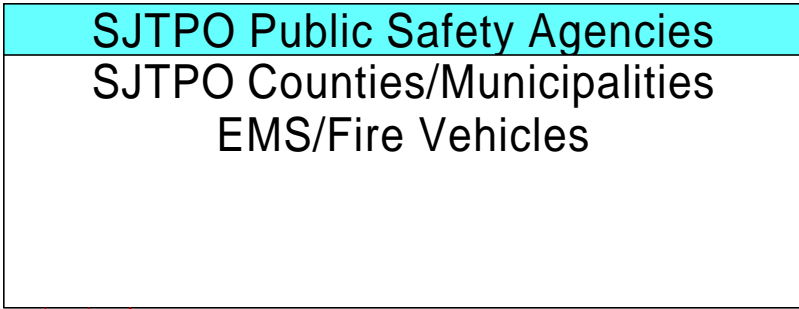 SJTPO Public Safety Agencies
SJTPO Counties/Municipalities
EMS/Fire Vehicles